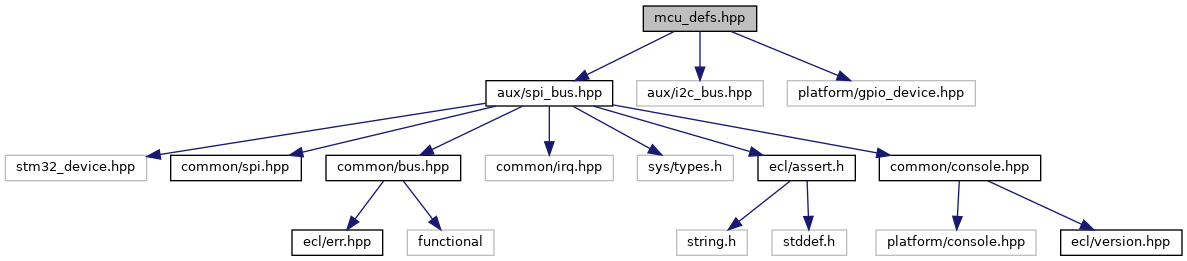 mcu_defs.hpp
aux/spi_bus.hpp
aux/i2c_bus.hpp
platform/gpio_device.hpp
stm32_device.hpp
common/spi.hpp
common/bus.hpp
common/irq.hpp
sys/types.h
ecl/assert.h
common/console.hpp
ecl/err.hpp
functional
string.h
stddef.h
platform/console.hpp
ecl/version.hpp